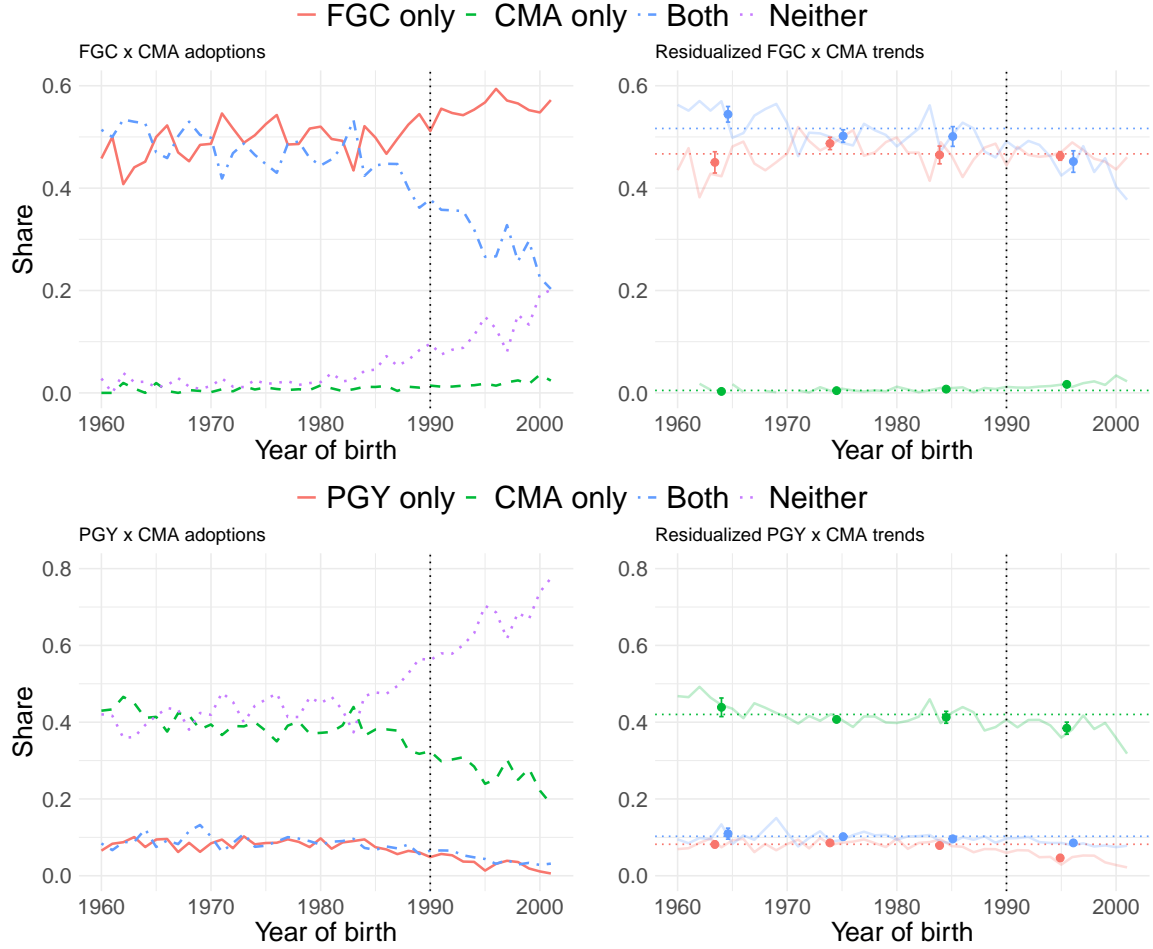 FGC only CMA only Both Neither
FGC x CMA adoptions
Residualized FGC x CMA trends
Share
0.6
0.4
0.2
0.0
1960 1970 1980 1990 2000
Year of birth
0.6
0.4
0.2
0.0
1960 1970 1980 1990 2000
Year of birth
PGY only CMA only Both Neither
PGY x CMA adoptions
Residualized PGY x CMA trends
Share
0.8
0.6
0.4
0.2
0.0
1960 1970 1980 1990 2000
Year of birth
0.8
0.6
0.4
0.2
0.0
1960 1970 1980 1990 2000
Year of birth